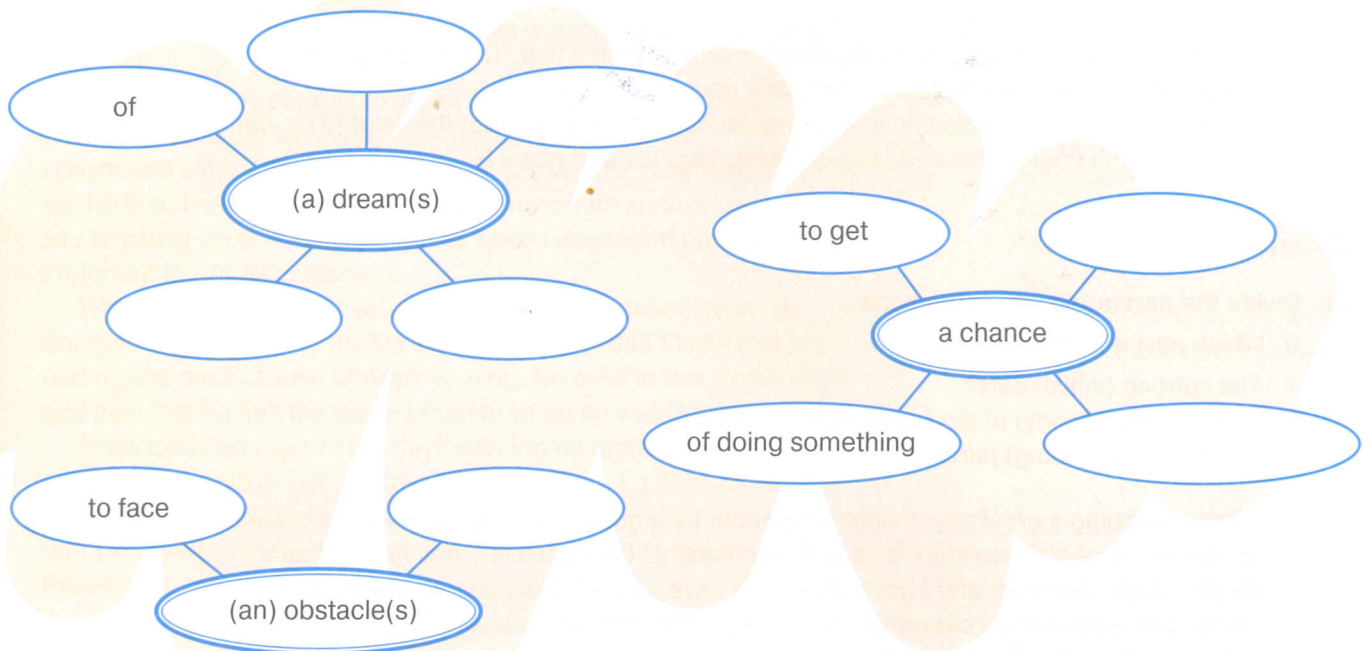 of
(a) dream(s)
to get
a chance
of doing something
to face
(an) obstacle(s)